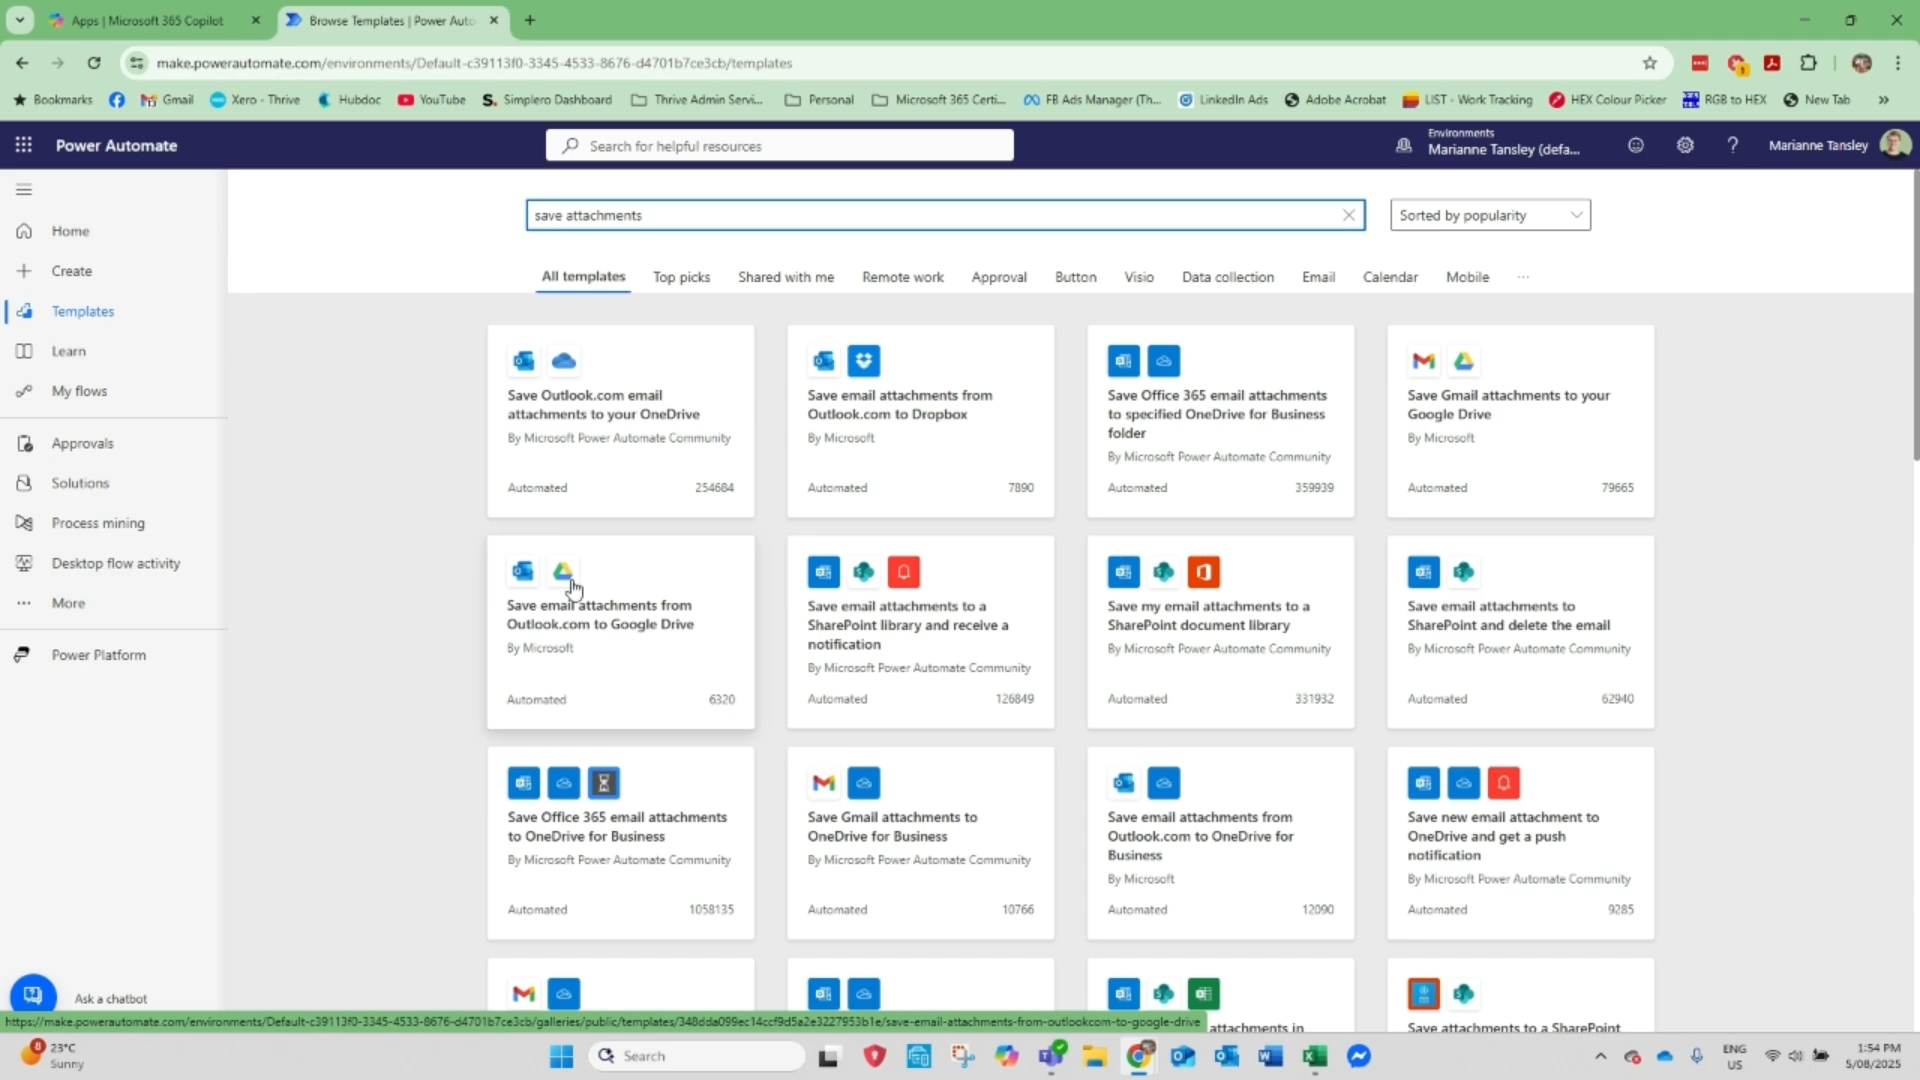 Apps | Microsoft 365 Copilot
Browse Templates | Power Auto
make.powerautomate.com/environments/Default-c39113f0-3345-4533-8676-d4701b7ce3cb/templates
Bookmarks
Gmail
Xero - Thrive
Hubdoc
YouTube
Simplero Dashboard
Thrive Admin Servi...
Personal
Microsoft 365 Certi...
FB Ads Manager (Th...
LinkedIn Ads
Adobe Acrobat
LIST - Work Tracking
HEX Colour Picker
RGB to HEX
New Tab
Power Automate
Search for helpful resources
Environments
Marianne Tansley (defa...
Marianne Tansley
Home
Create
Templates
Learn
My flows
Approvals
Solutions
Process mining
Desktop flow activity
More
Power Platform
Ask a chatbot
save attachments
Sorted by popularity
All templates
Top picks
Shared with me
Remote work
Approval
Button
Visio
Data collection
Email
Calendar
Mobile
Save Outlook.com email
attachments to your OneDrive
By Microsoft Power Automate Community
Automated
254684
Save email attachments from
Outlook.com to Dropbox
By Microsoft
Automated
7890
Save Office 365 email attachments
to specified OneDrive for Business
folder
By Microsoft Power Automate Community
Automated
359939
Save Gmail attachments to your
Google Drive
By Microsoft
Automated
79665
Save email attachments from
Outlook.com to Google Drive
By Microsoft
Automated
6320
Save email attachments to a
SharePoint library and receive a
notification
By Microsoft Power Automate Community
Automated
126849
Save my email attachments to a
SharePoint document library
By Microsoft Power Automate Community
Automated
331932
Save email attachments to
SharePoint and delete the email
By Microsoft Power Automate Community
Automated
62940
Save Office 365 email attachments
to OneDrive for Business
By Microsoft Power Automate Community
Automated
1058135
Save Gmail attachments to
OneDrive for Business
By Microsoft Power Automate Community
Automated
10766
Save email attachments from
Outlook.com to OneDrive for
Business
By Microsoft
Automated
12090
Save new email attachment to
OneDrive and get a push
notification
By Microsoft Power Automate Community
Automated
9285
attachments in
Save attachments to a SharePoint
https://make.powerautomate.com/environments/Default-c39113f0-3345-4533-8676-d4701b7ce3cb/galleries/public/templates/348dda099ec14ccf9d5a2e3227953b1e/save-email-attachments-from-outlookcom-to-google-drive
8
23°C
Sunny
Search
ENG
US
1:54 PM
5/08/2025